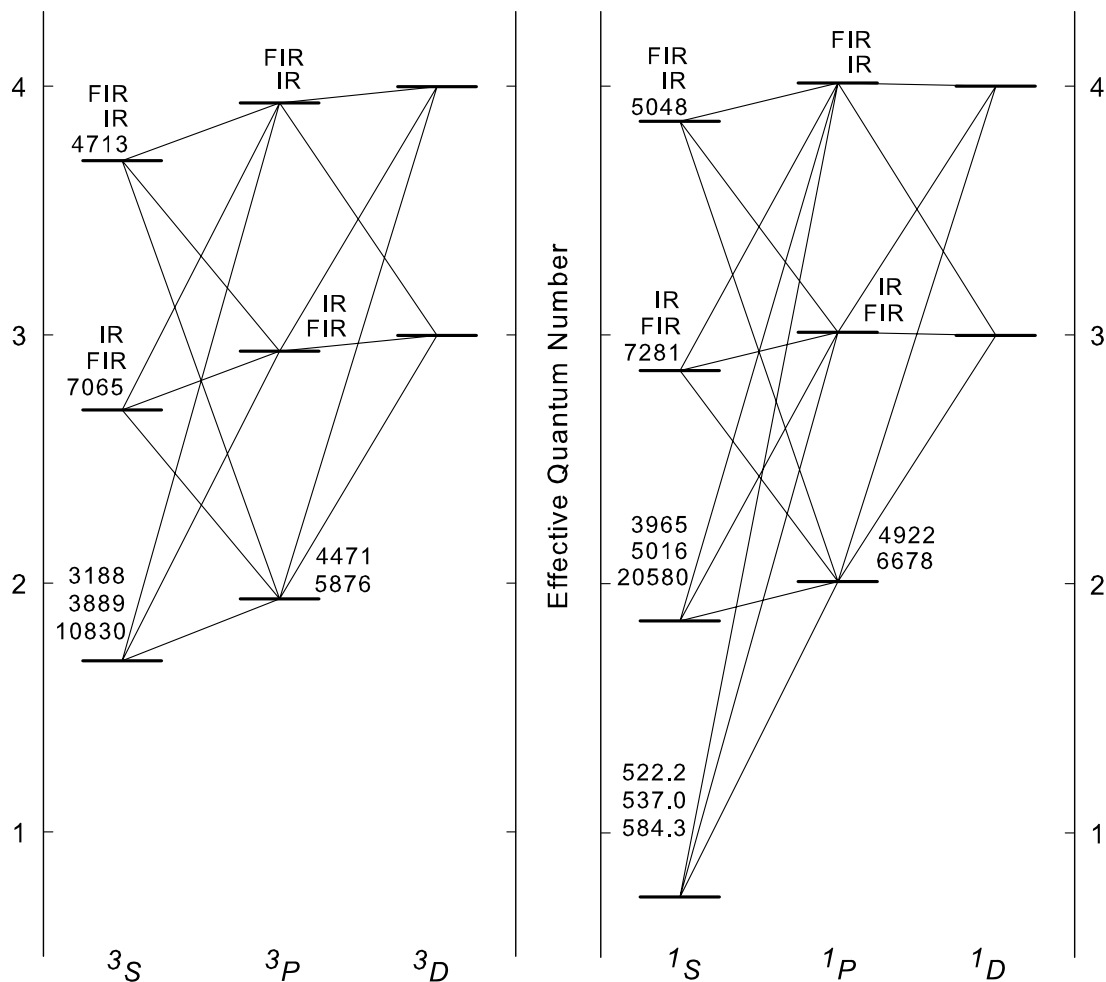 4
3
2
1
FIR
IR
4713
FIR
IR
IR
FIR
7065
IR
FIR
3188
3889
10830
4471
5876
3S
3P
3D
Effective Quantum Number
FIR
IR
5048
FIR
IR
IR
FIR
7281
IR
FIR
3965
5016
20580
4922
6678
522.2
537.0
584.3
1S
1P
1D
4
3
2
1